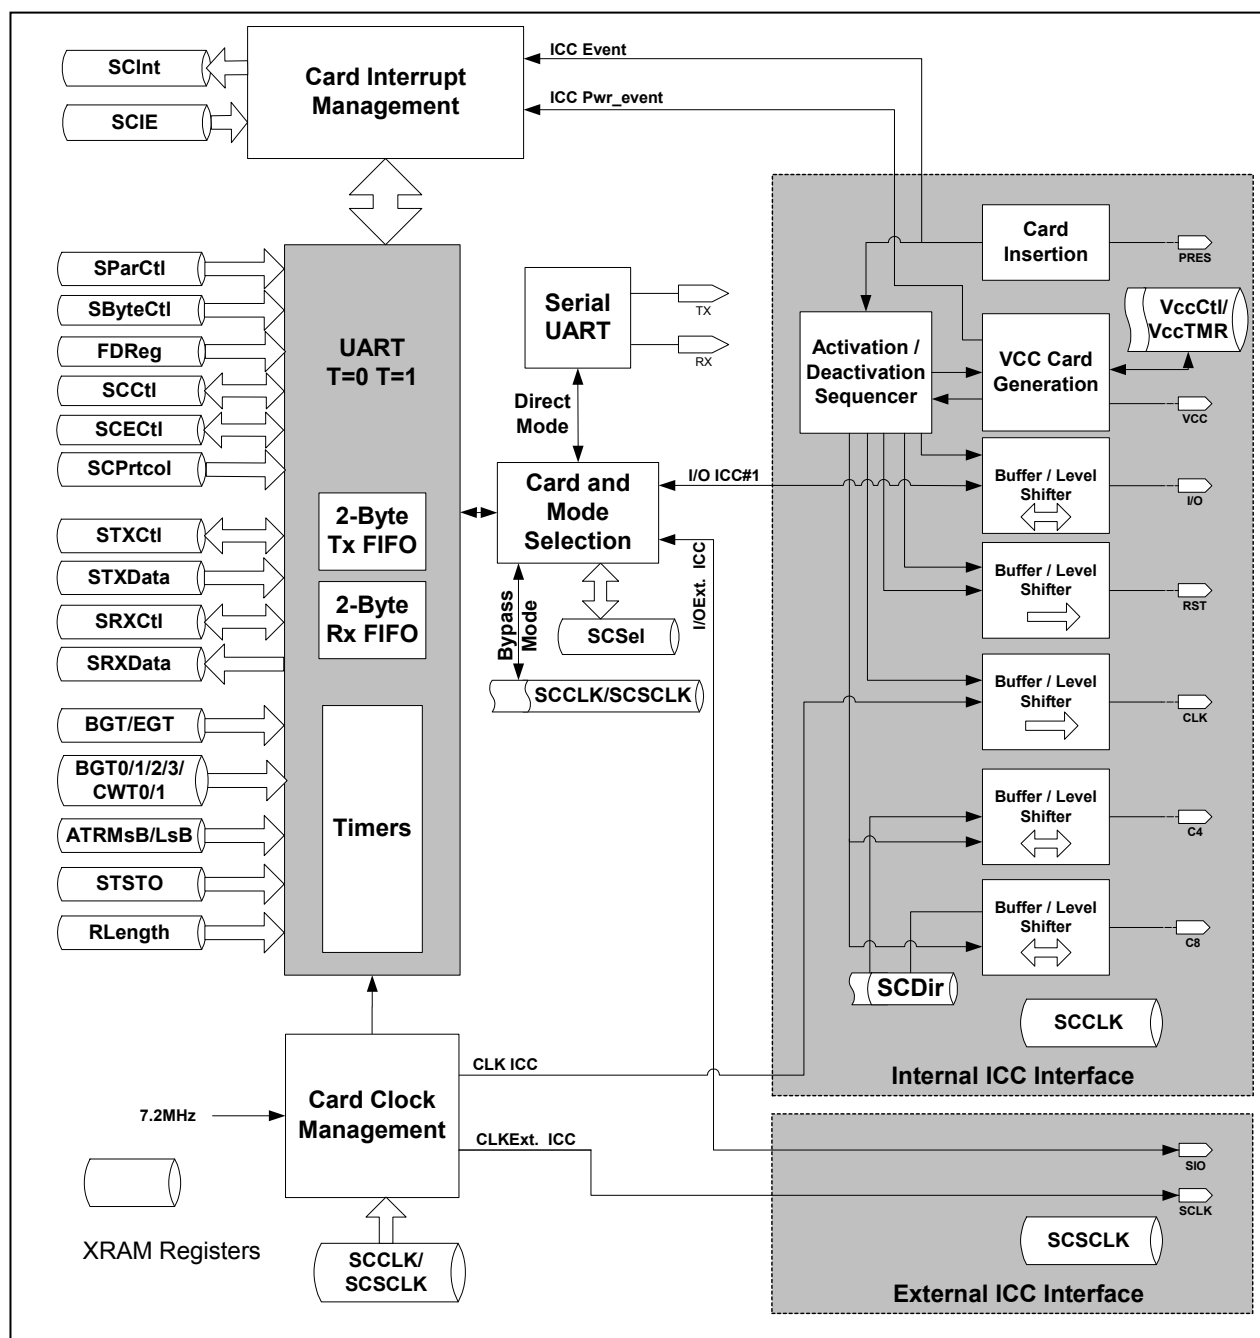 SCInt
SCIE
Card Interrupt
Management
ICC Event
ICC Pwr_event
SParCtl
SByteCtl
FDReg
SCCtl
SCECtl
SCPrtcol
STXCtl
STXData
SRXCtl
SRXData
BGT/EGT
BGT0/1/2/3/
CWT0/1
ATRMsB/LsB
STSTO
RLength
UART
T=0 T=1
2-Byte
Tx FIFO
2-Byte
Rx FIFO
Timers
Serial
UART
TX
RX
Direct
Mode
Card and
Mode
Selection
I/O ICC#1
I/OExt. ICC
Bypass
Mode
SCSel
SCCLK/SCSCLK
Card
Insertion
PRES
VccCtl/
VccTMR
Activation /
Deactivation
Sequencer
VCC Card
Generation
VCC
Buffer / Level
Shifter
I/O
Buffer / Level
Shifter
RST
Buffer / Level
Shifter
CLK
Buffer / Level
Shifter
C4
Buffer / Level
Shifter
C8
SCDir
SCCLK
Internal ICC Interface
7.2MHz
Card Clock
Management
CLK ICC
CLKExt. ICC
SIO
SCLK
SCSCLK
External ICC Interface
XRAM Registers
SCCLK/
SCSCLK